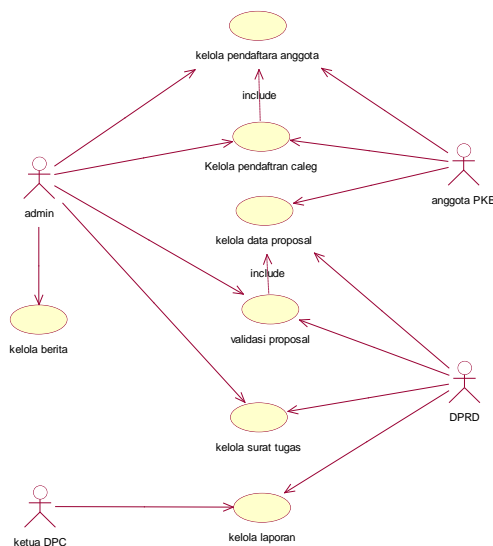 kelola pendaftara anggota
include
Kelola pendaftran caleg
admin
anggota PKB
kelola data proposal
include
kelola berita
validasi proposal
DPRD
kelola surat tugas
ketua DPC
kelola laporan